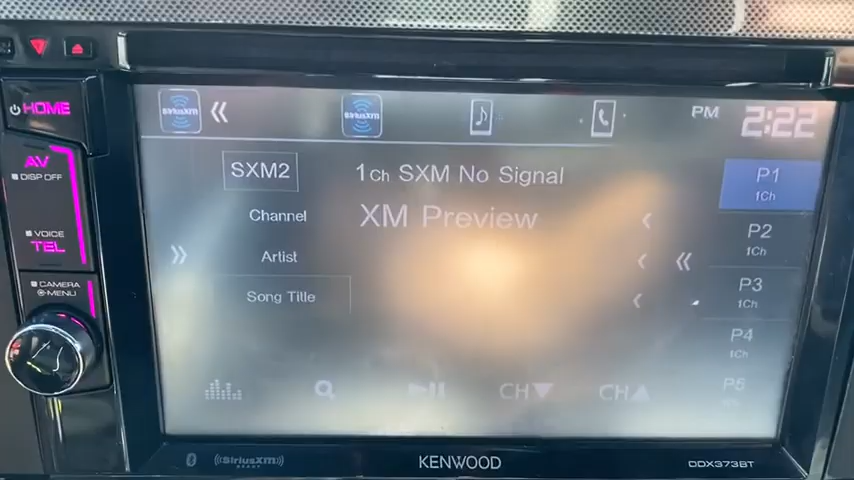 SiriusXM
SiriusXM
PM 2:22
HOME
AV
DISP OFF
VOICE
TEL
CAMERA
MENU
SXM2
1Ch SXM No Signal
Channel
XM Preview
Artist
Song Title
P1
1Ch
P2
1Ch
P3
1Ch
P4
1Ch
P5
CH
CH
SiriusXM
READY
KENWOOD
DDX373BT